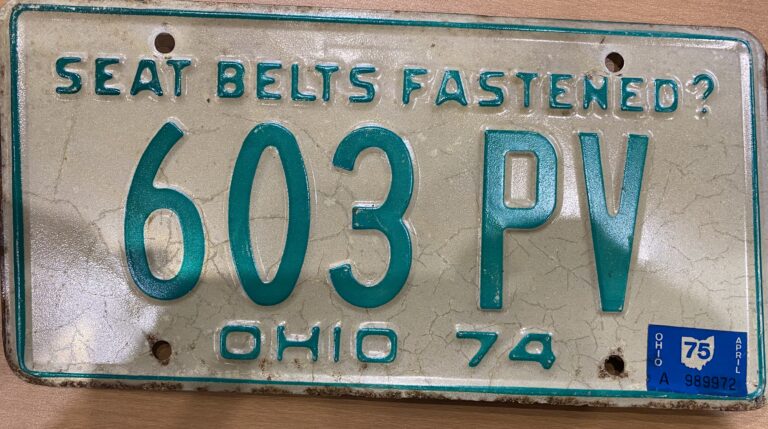 SEAT BELTS FASTENED?
603 PV
OHIO 74
OHIO 75 APRIL
A 989972